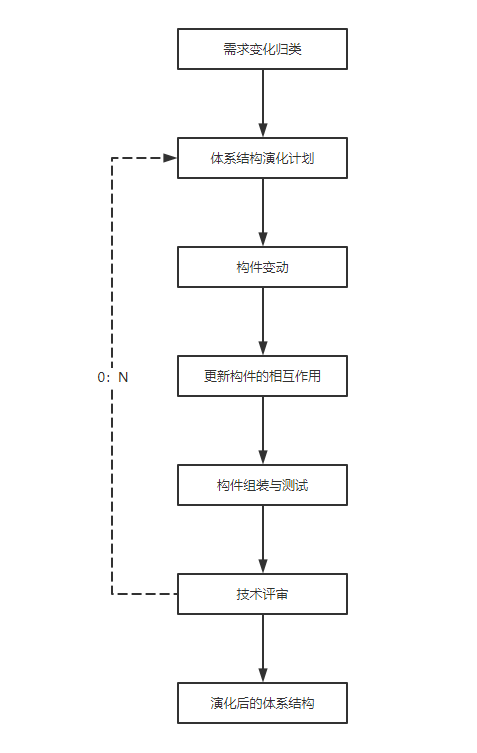 需求变化归类
体系结构演化计划
构件变动
更新构件的相互作用
0：N
构件组装与测试
技术评审
演化后的体系结构